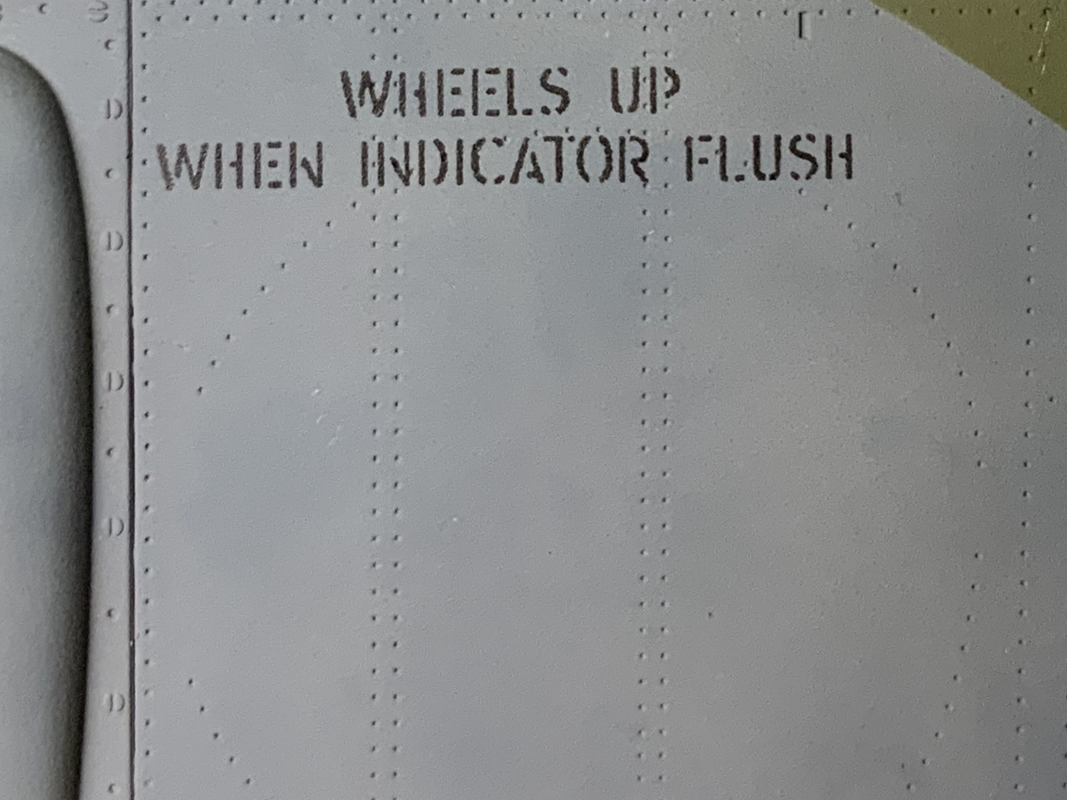 WHEELS UP
WHEN INDICATOR FLUSH